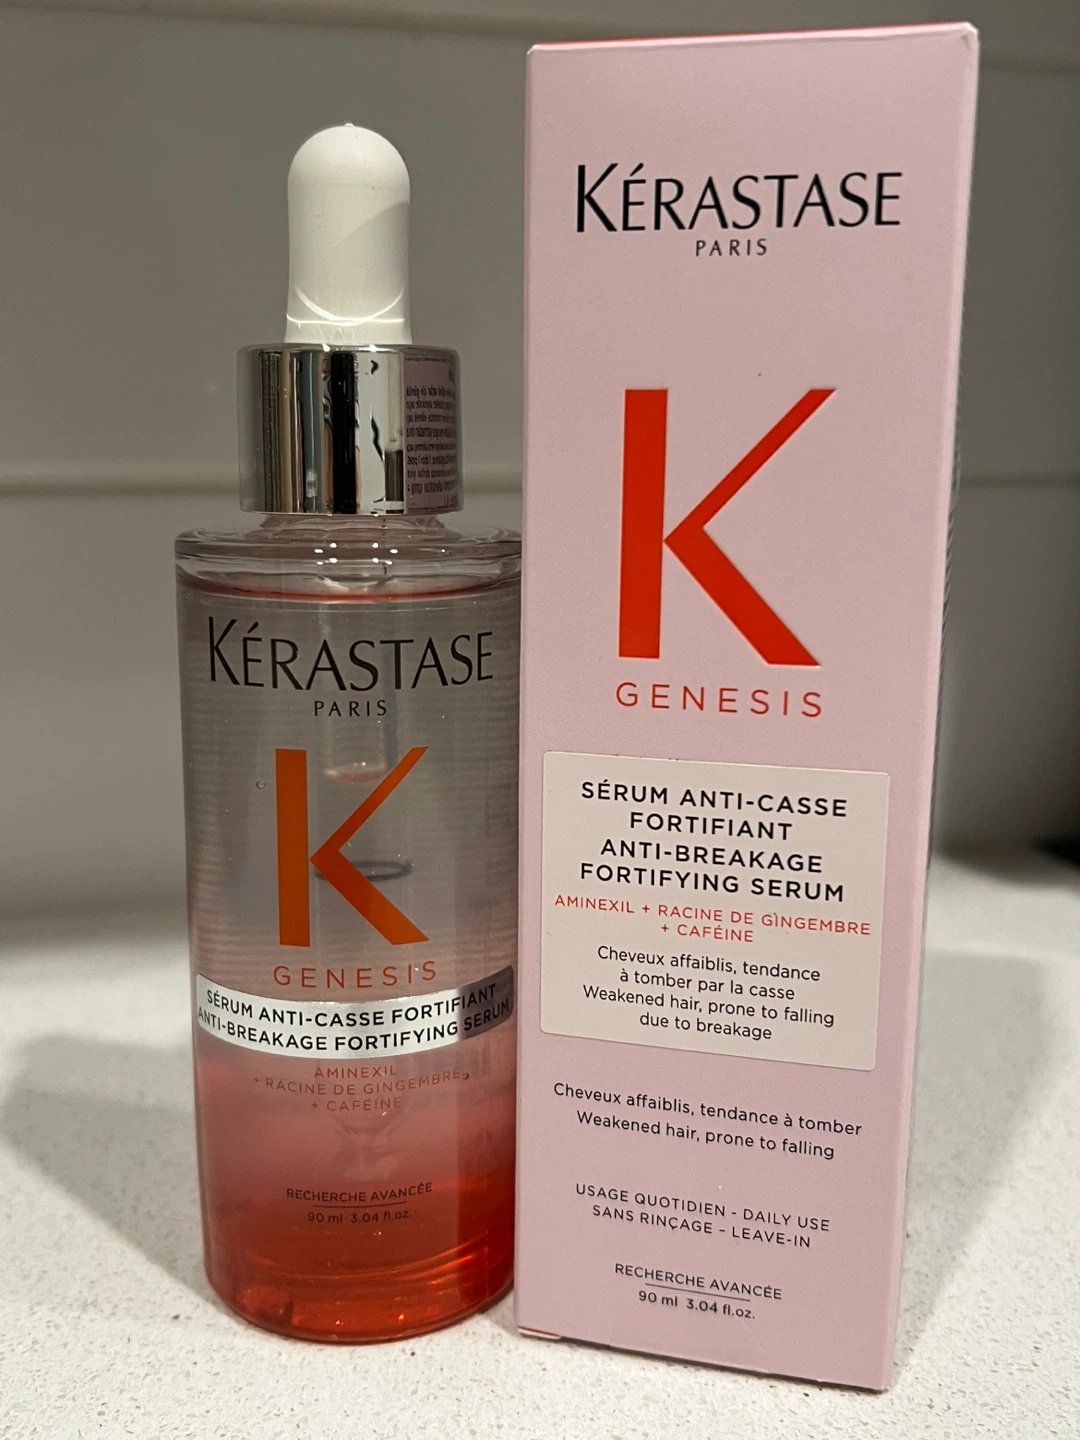 KÉRASTASE
PARIS
K
GENESIS
SÉRUM ANTI-CASSE FORTIFIANT
ANTI-BREAKAGE FORTIFYING SERUM
AMINEXIL
+ RACINE DE GINGEMBRE
+ CAFÉINE
RECHERCHE AVANCÉE
90 ml 3.04 fl.oz.
KÉRASTASE
PARIS
K
GENESIS
SÉRUM ANTI-CASSE
FORTIFIANT
ANTI-BREAKAGE
FORTIFYING SERUM
AMINEXIL + RACINE DE GINGEMBRE
+ CAFÉINE
Cheveux affaiblis, tendance
à tomber par la casse
Weakened hair, prone to falling
due to breakage
Cheveux affaiblis, tendance à tomber
Weakened hair, prone to falling
USAGE QUOTIDIEN - DAILY USE
SANS RINÇAGE - LEAVE-IN
RECHERCHE AVANCÉE
90 ml 3.04 fl.oz.